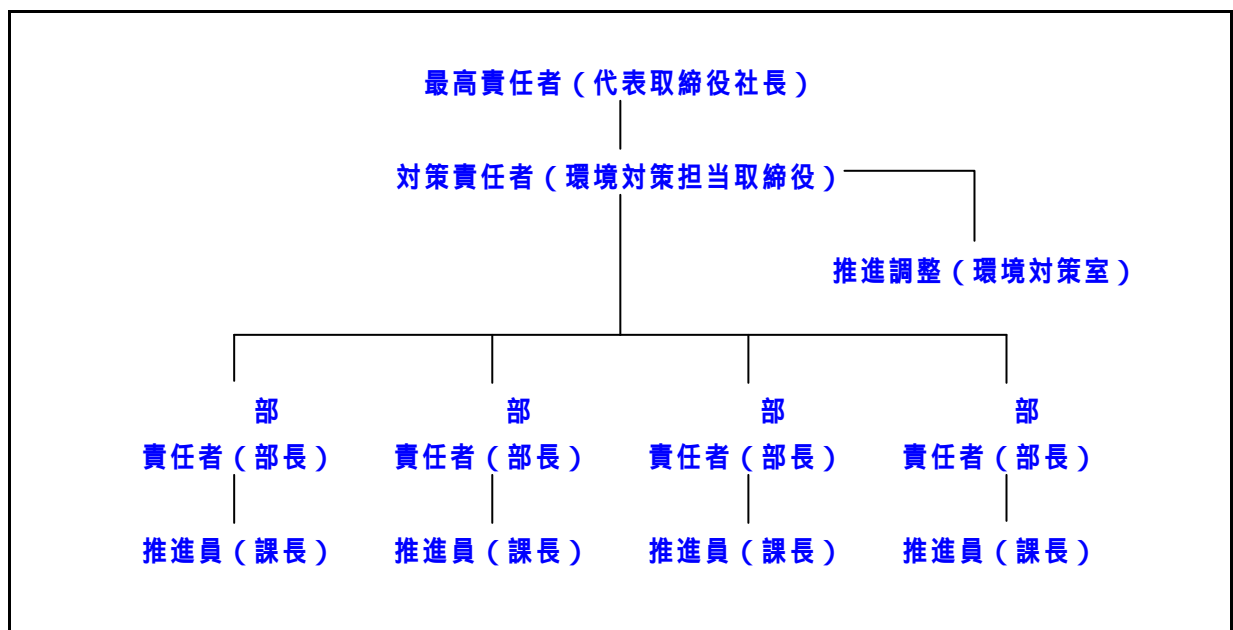 最高責任者（代表取締役社長）
対策責任者（環境対策担当取締役）
推進調整（環境対策室）
部 部 部 部
責任者（部長） 責任者（部長） 責任者（部長） 責任者（部長）
推進員（課長） 推進員（課長） 推進員（課長） 推進員（課長）